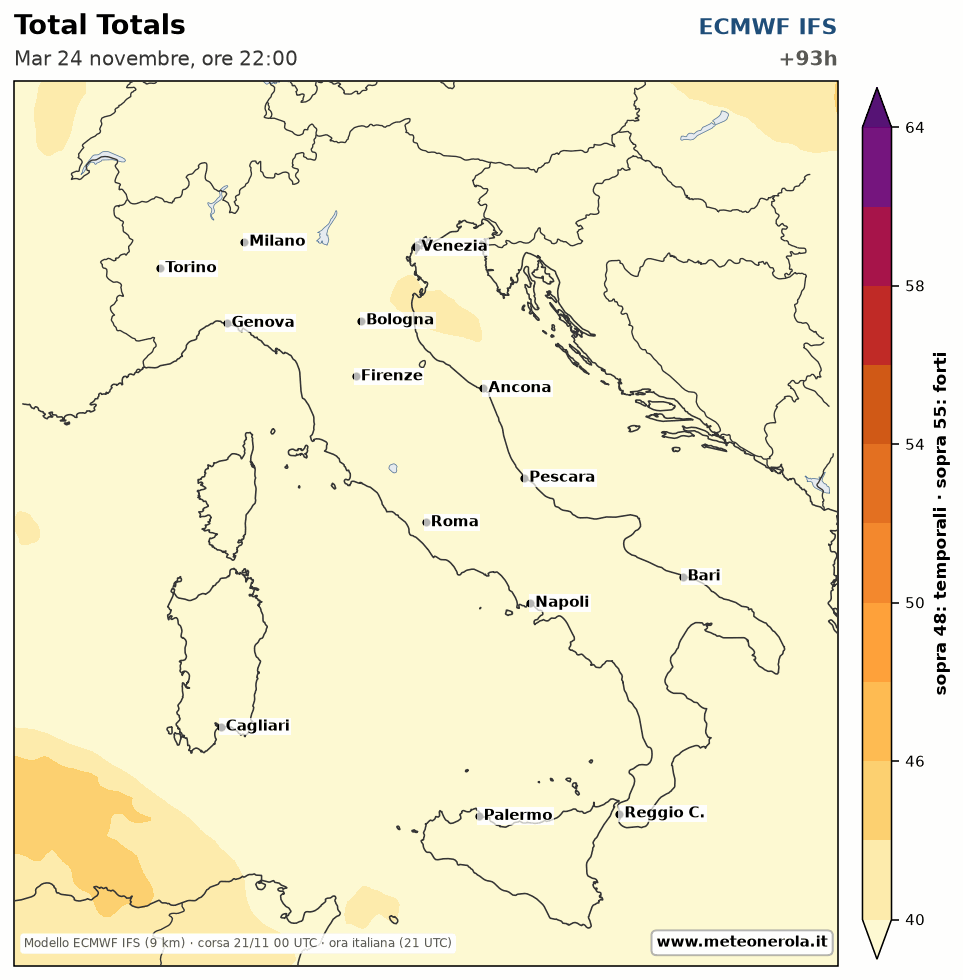 Total Totals
ECMWF IFS
Mar 24 novembre, ore 22:00
+93h
Milano
Venezia
Torino
Genova
Bologna
Firenze
Ancona
Pescara
Roma
Bari
Napoli
Cagliari
Palermo
Reggio C.
64
58
54
50
46
40
sopra 48: temporali · sopra 55: forti
Modello ECMWF IFS (9 km) · corsa 21/11 00 UTC · ora italiana (21 UTC)
www.meteonerola.it